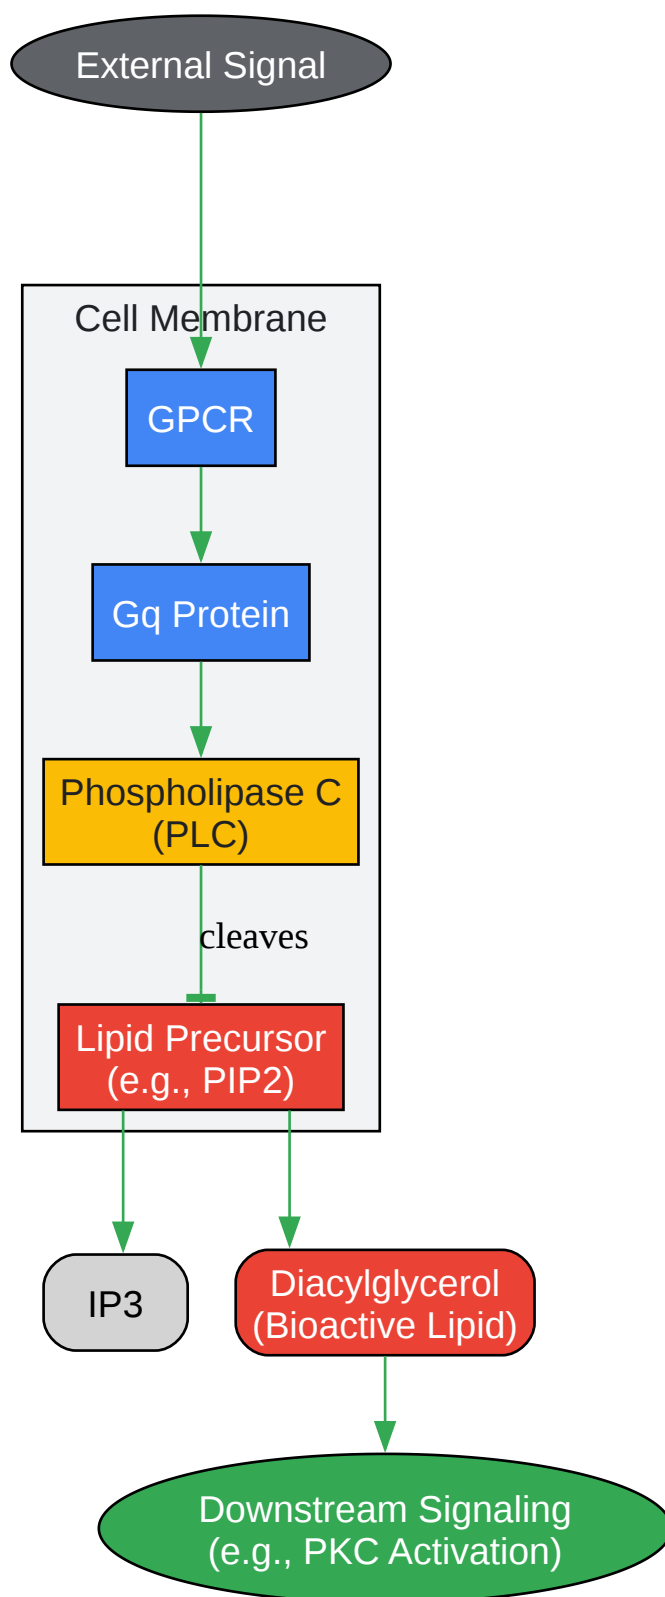 External Signal
Cell Membrane
GPCR
Gq Protein
Phospholipase C
(PLC)
cleaves
Lipid Precursor
(e.g., PIP2)
IP3
Diacylglycerol
(Bioactive Lipid)
Downstream Signaling
(e.g., PKC Activation)